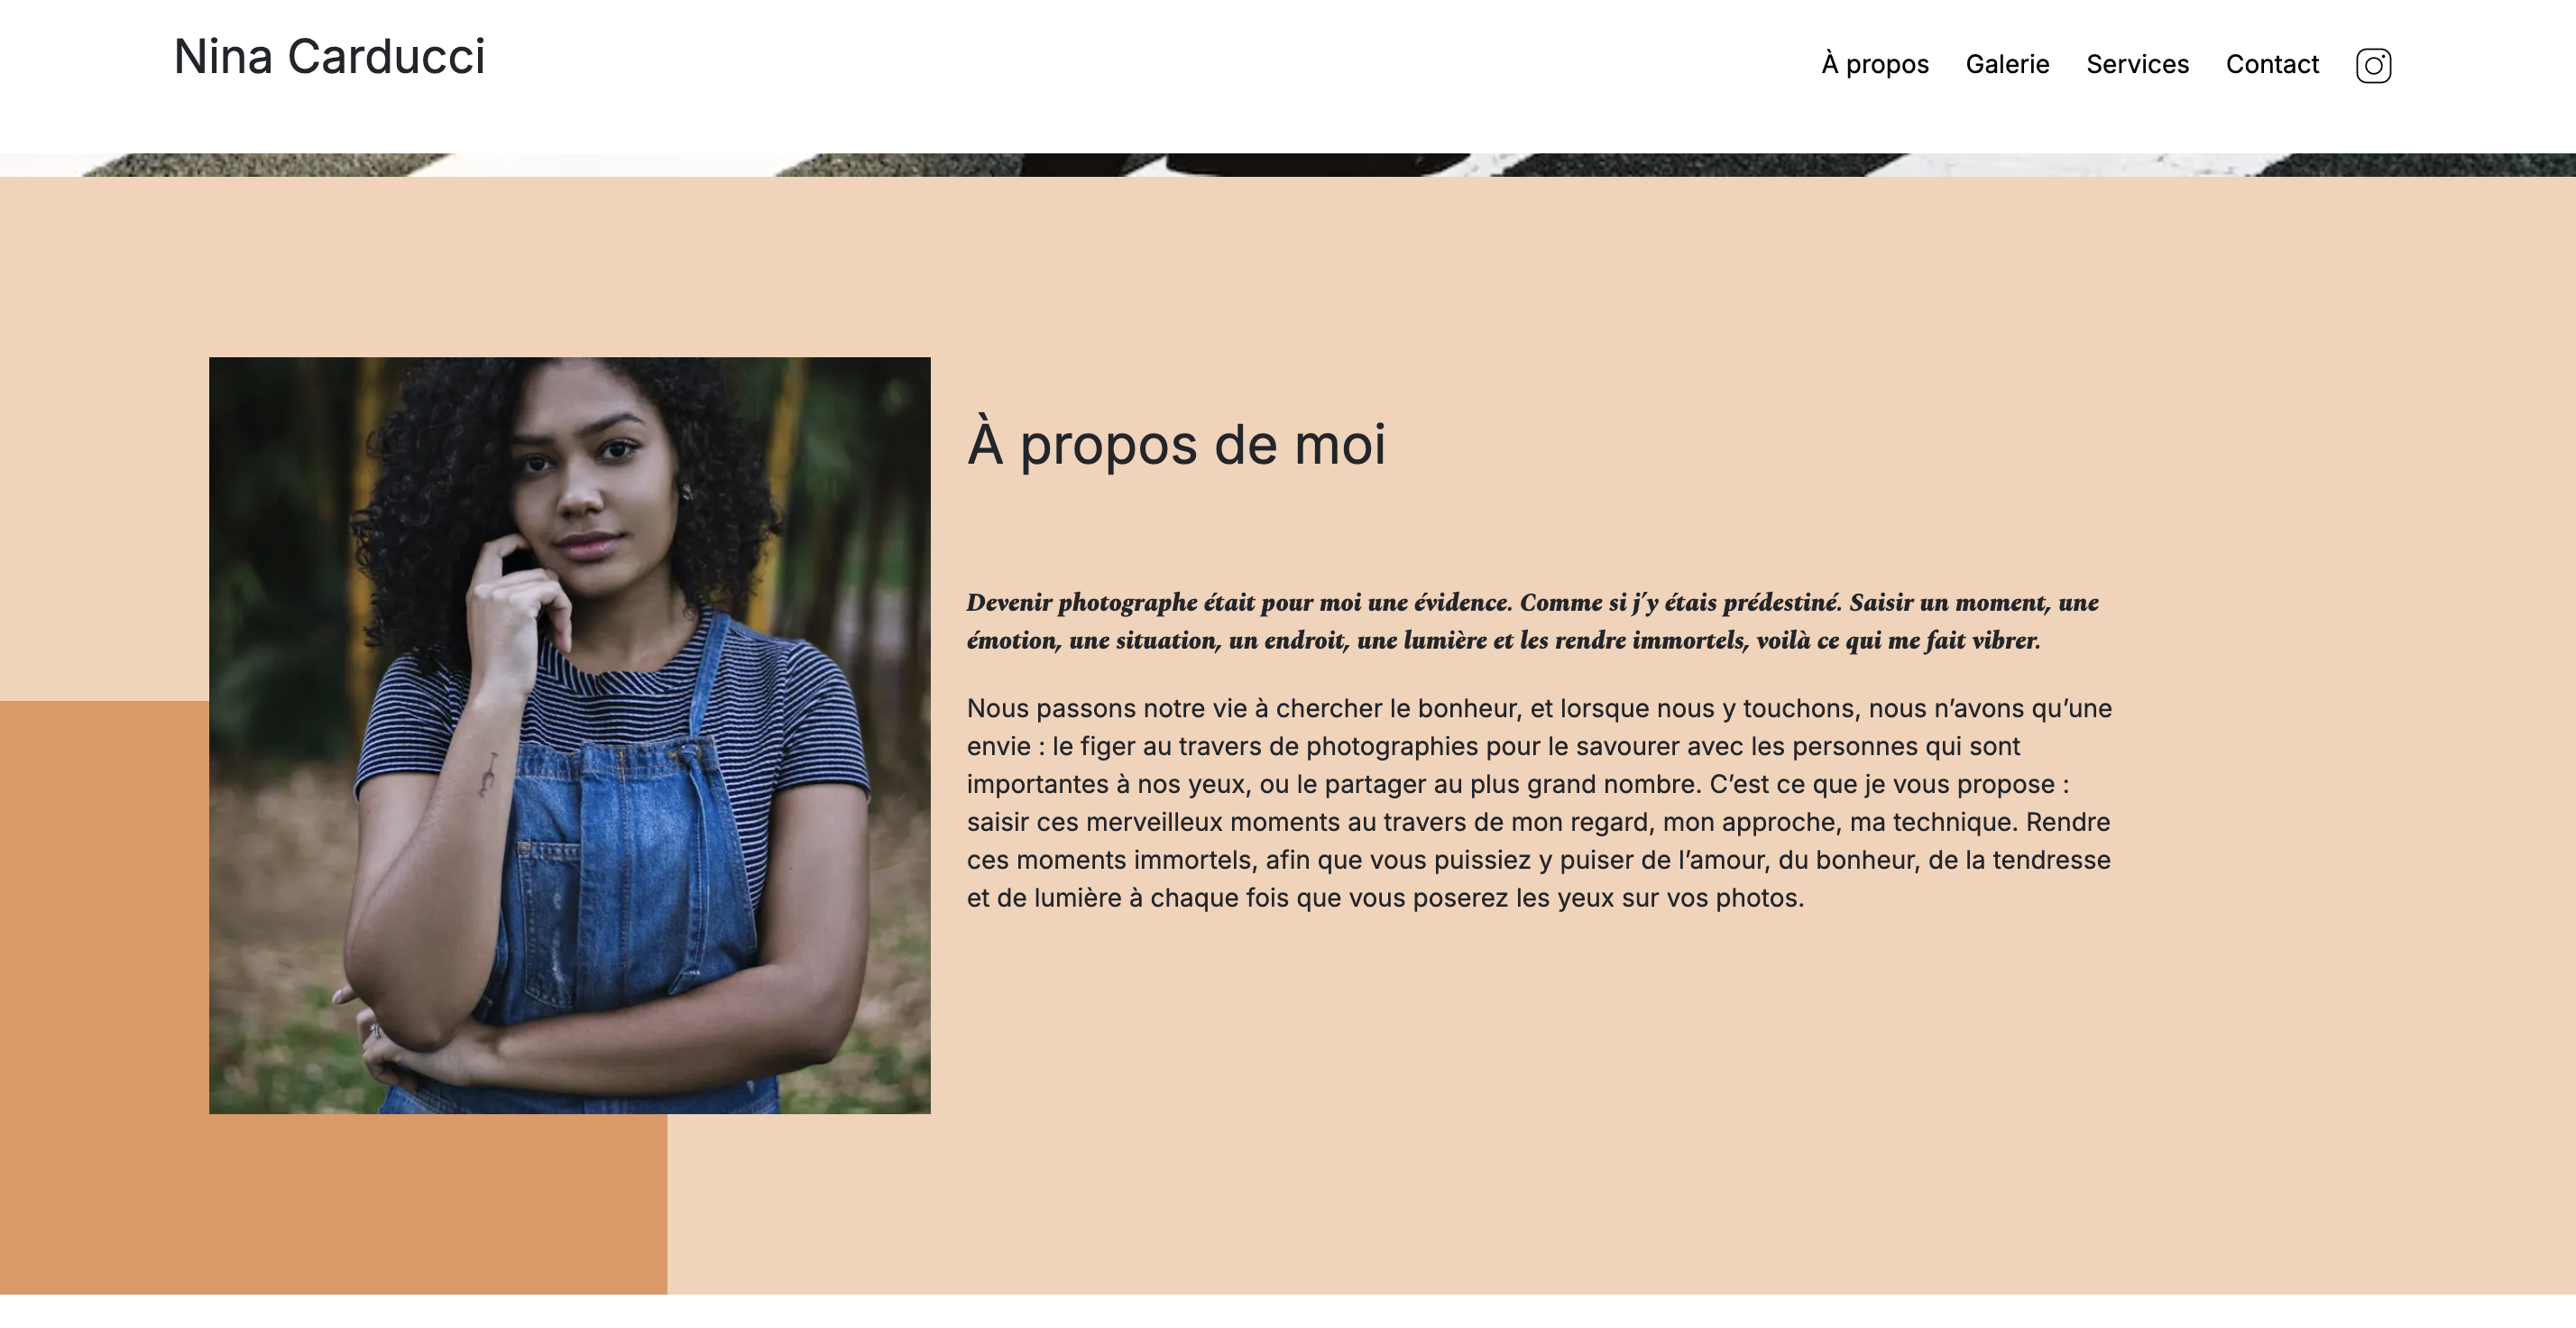 Nina Carducci
À propos Galerie Services Contact
À propos de moi
Devenir photographe était pour moi une évidence. Comme si j’y étais prédestiné. Saisir un moment, une
émotion, une situation, un endroit, une lumière et les rendre immortels, voilà ce qui me fait vibrer.
Nous passons notre vie à chercher le bonheur, et lorsque nous y touchons, nous n’avons qu’une
envie : le figer au travers de photographies pour le savourer avec les personnes qui sont
importantes à nos yeux, ou le partager au plus grand nombre. C’est ce que je vous propose :
saisir ces merveilleux moments au travers de mon regard, mon approche, ma technique. Rendre
ces moments immortels, afin que vous puissiez y puiser de l’amour, du bonheur, de la tendresse
et de lumière à chaque fois que vous poserez les yeux sur vos photos.